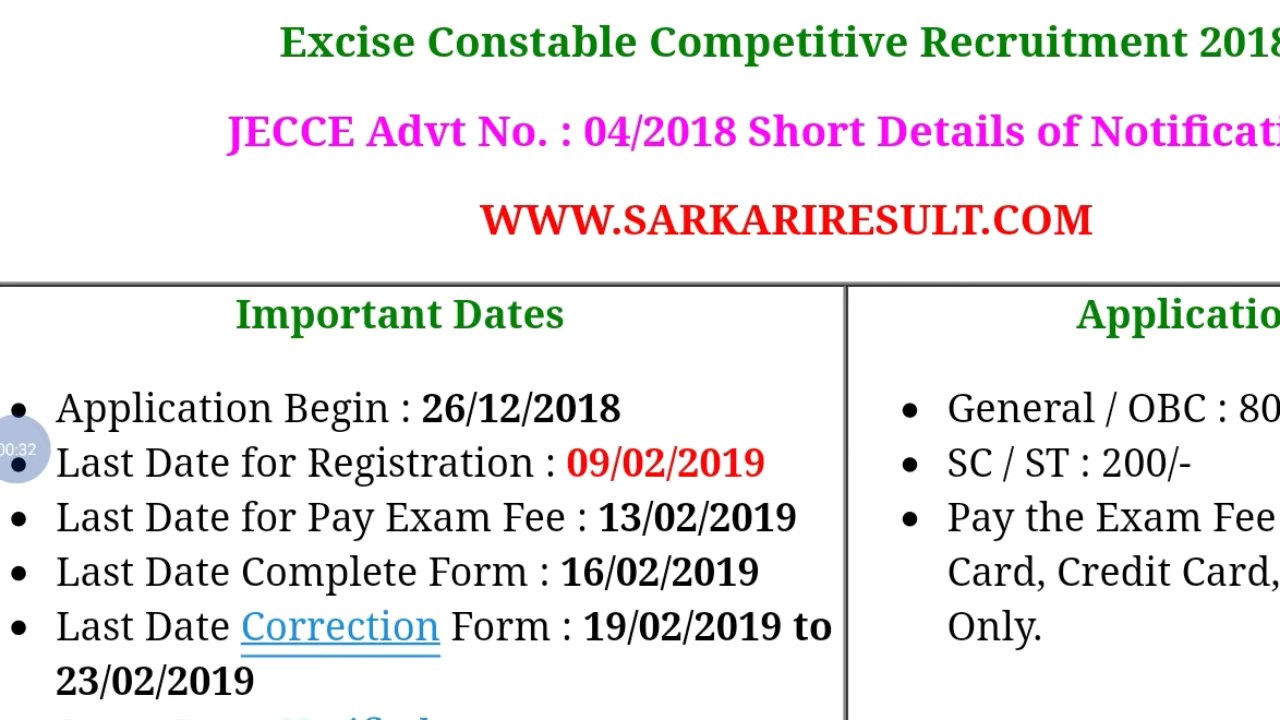 Excise Constable Competitive Recruitment 2018
JECCE Advt No. : 04/2018 Short Details of
WWW.SARKARIRESULT.COM
Important Dates
Application Begin : 26/12/2018
Last Date for Registration : 09/02/2019
Last Date for Pay Exam Fee : 13/02/2019
Last Date Complete Form : 16/02/2019
Last Date Correction Form : 19/02/2019 to
23/02/2019
General / OBC : 80
SC / ST : 200/-
Pay the Exam Fee
Card, Credit Card,
Only.
00:32